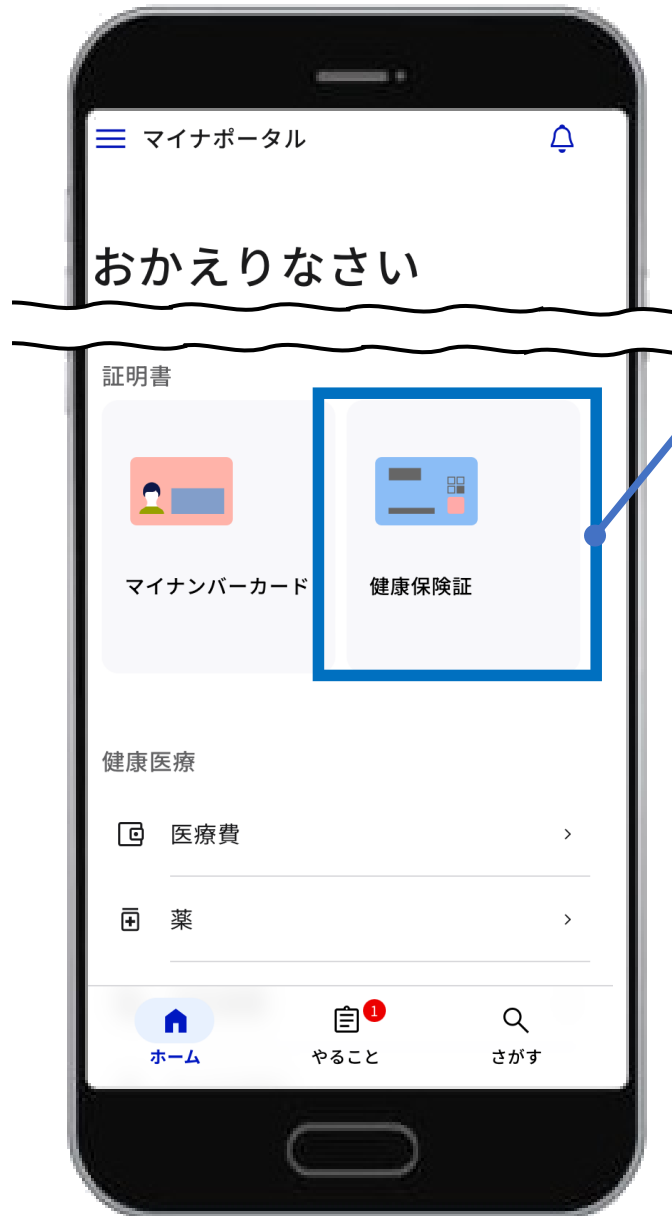 マイナポータル
おかえりなさい
証明書
マイナンバーカード
健康保険証
健康医療
医療費
薬
1
ホーム
やること
さがす